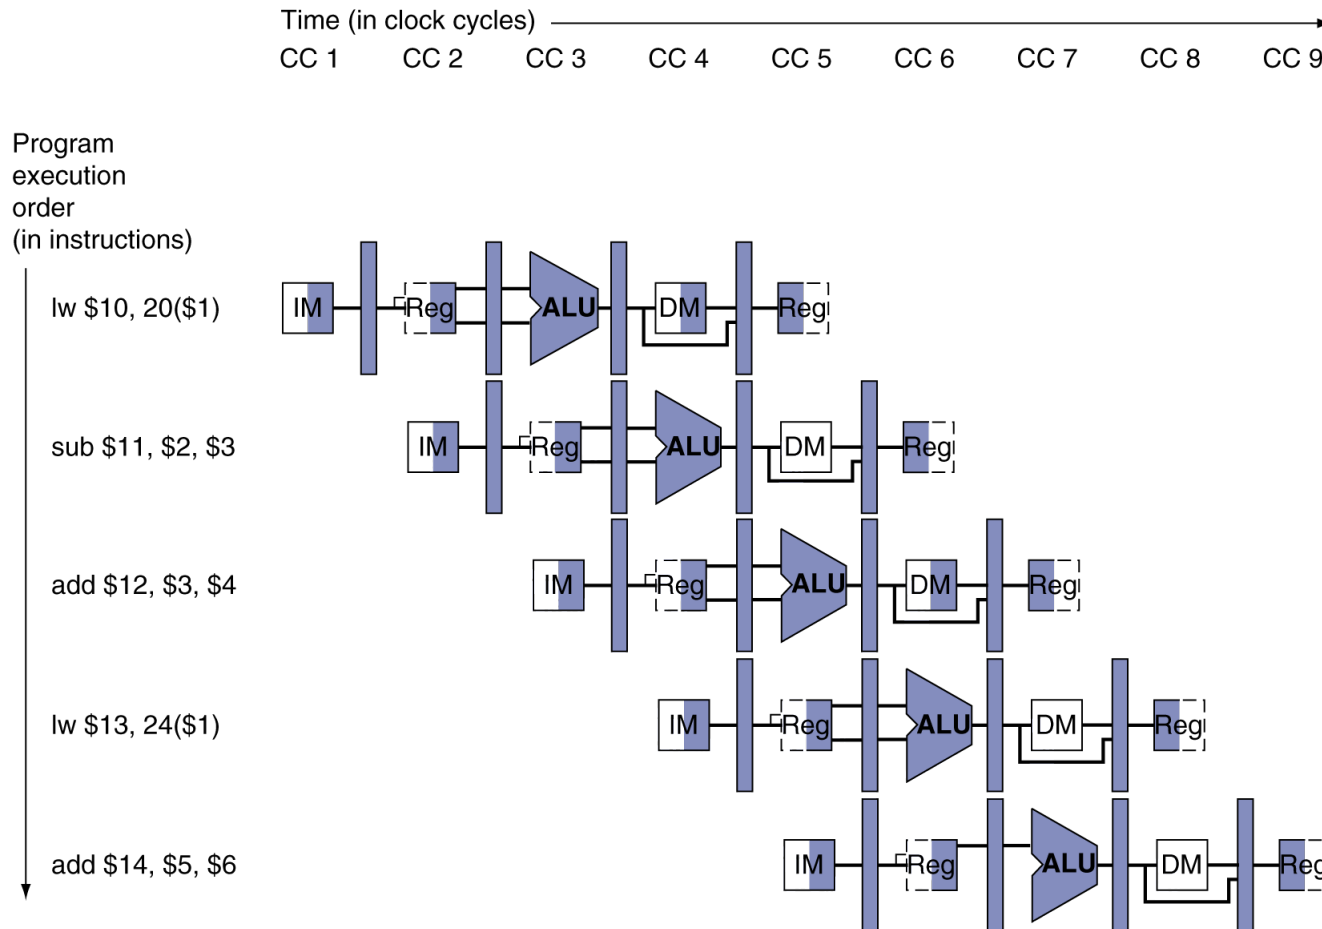 Time (in clock cycles)
CC 1 CC 2 CC 3 CC 4 CC 5 CC 6 CC 7 CC 8 CC 9
Program
execution
order
(in instructions)
lw $10, 20($1) IM Reg ALU DM Reg
sub $11, $2, $3 IM Reg ALU DM Reg
add $12, $3, $4 IM Reg ALU DM Reg
lw $13, 24($1) IM Reg ALU DM Reg
add $14, $5, $6 IM Reg ALU DM Reg